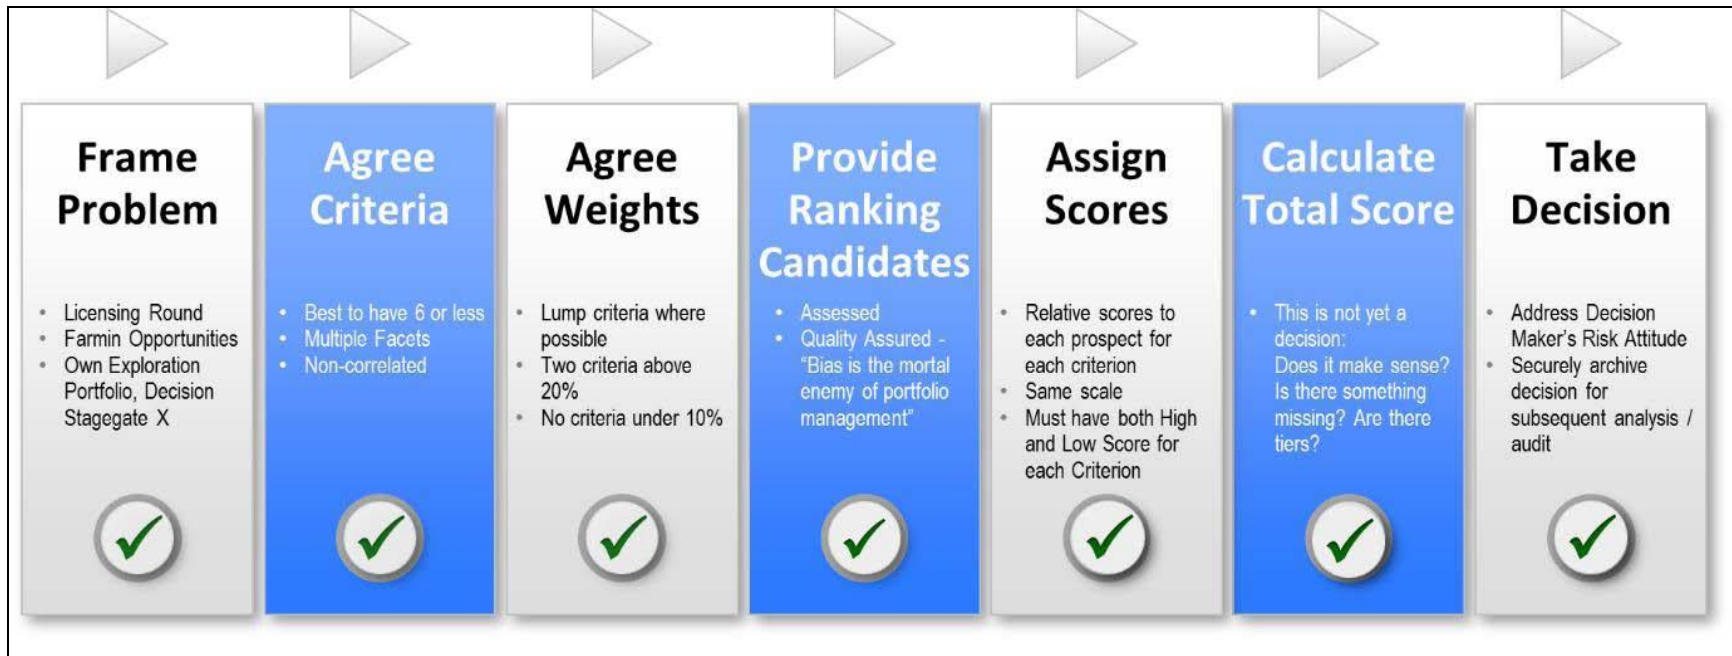 Frame
Problem
• Licensing Round
• Farmin Opportunities
• Own Exploration
Portfolio, Decision
Stagegate X
Agree
Criteria
• Best to have 6 or less
• Multiple Facets
• Non-correlated
Agree
Weights
• Lump criteria where
possible
• Two criteria above
20%
• No criteria under 10%
Provide
Ranking
Candidates
• Assessed
• Quality Assured -
“Bias is the mortal
enemy of portfolio
management”
Assign
Scores
• Relative scores to
each prospect for
each criterion
• Same scale
• Must have both High
and Low Score for
each Criterion
Calculate
Total Score
• This is not yet a
decision:
Does it make sense?
Is there something
missing? Are there
tiers?
Take
Decision
• Address Decision
Maker’s Risk Attitude
• Securely archive
decision for
subsequent analysis /
audit